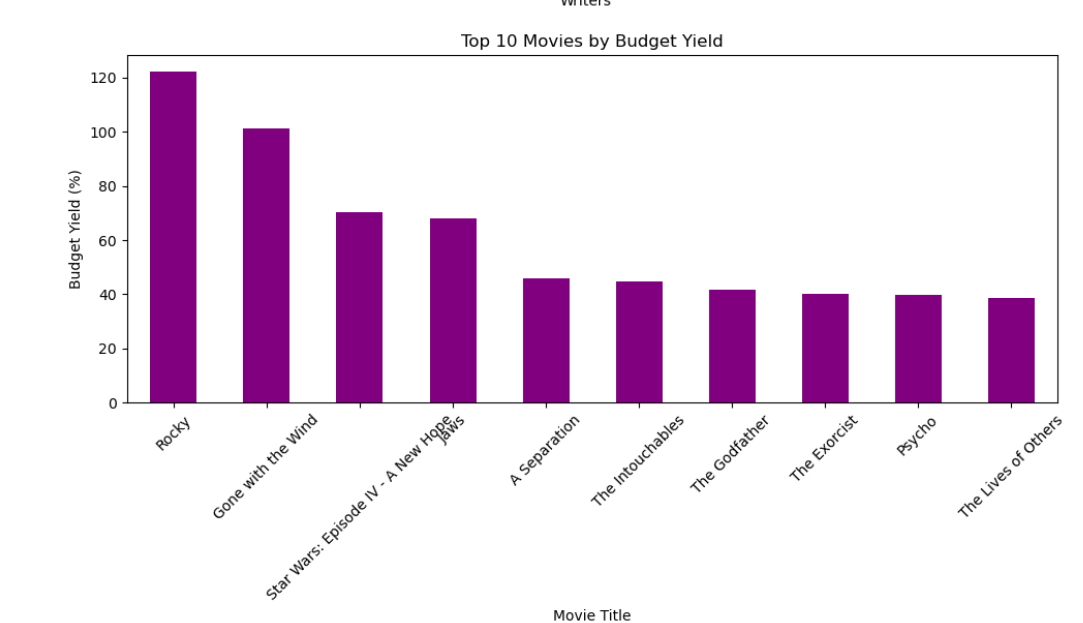 Writers
Top 10 Movies by Budget Yield
Budget Yield (%)
120
100
80
60
40
20
0
Rocky
Gone with the Wind
Star Wars: Episode IV - A New Hope
Jaws
A Separation
The Intouchables
The Godfather
The Exorcist
Psycho
The Lives of Others
Movie Title